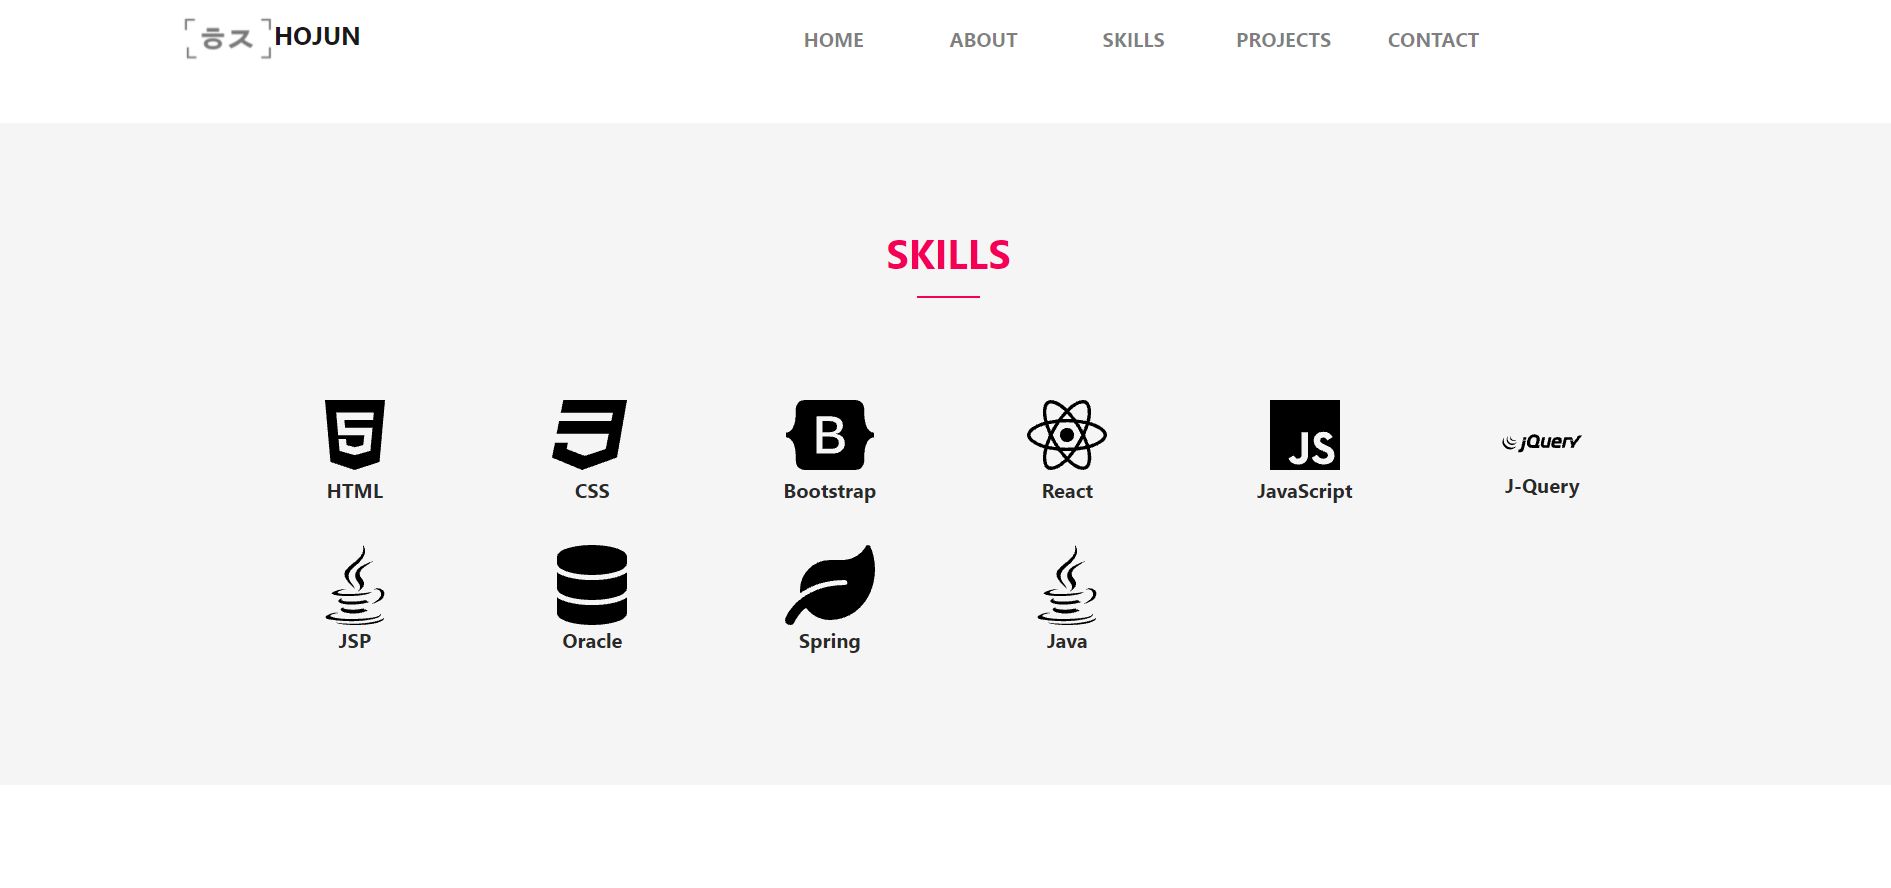 ㅎㅈ HOJUN HOME ABOUT SKILLS PROJECTS CONTACT
SKILLS
5 B JS jQuery
HTML CSS Bootstrap React JavaScript J-Query
JSP Oracle Spring Java